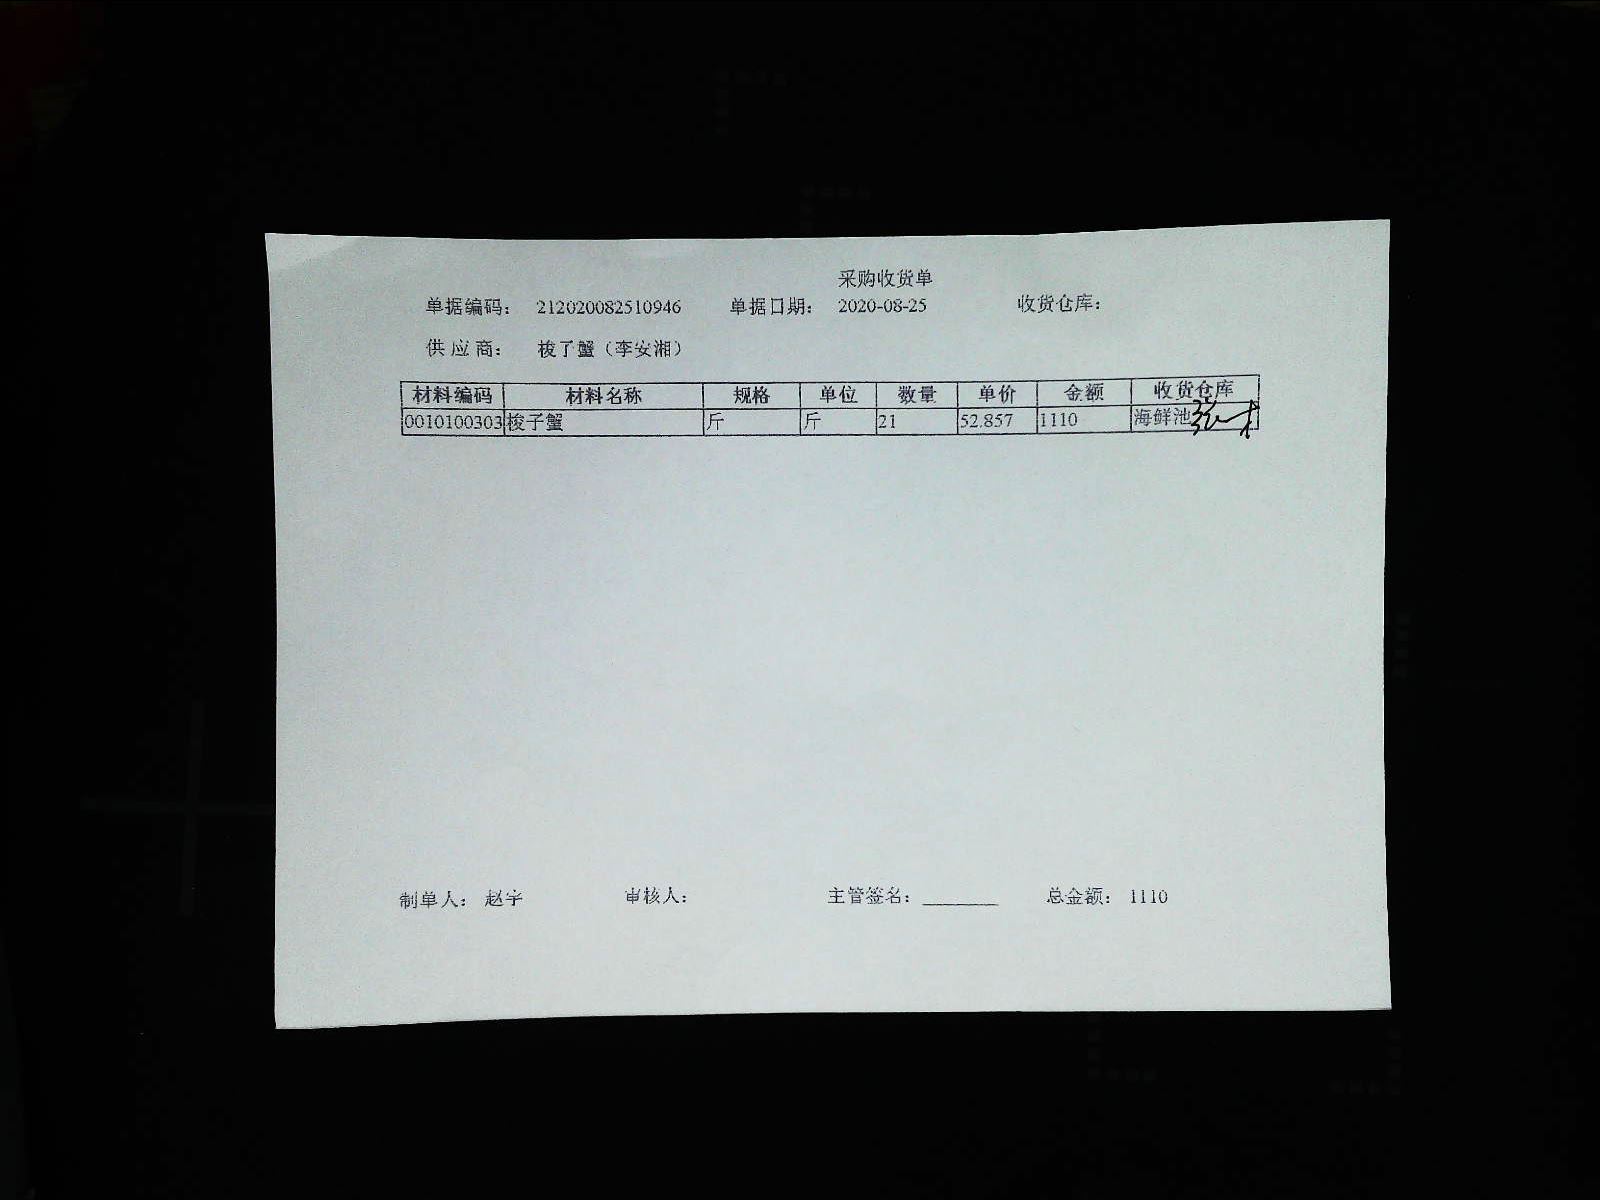 采购收货单
单据编码: 212020082510946 单据日期: 2020-08-25 收货仓库:
供应商: 梭子蟹(李安湘)
材料编码 材料名称 规格 单位 数量 单价 金额 收货仓库
0010100303 梭子蟹 斤 斤 21 52.857 1110 海鲜池
制单人: 赵宇 审核人: 主管签名: ________ 总金额: 1110